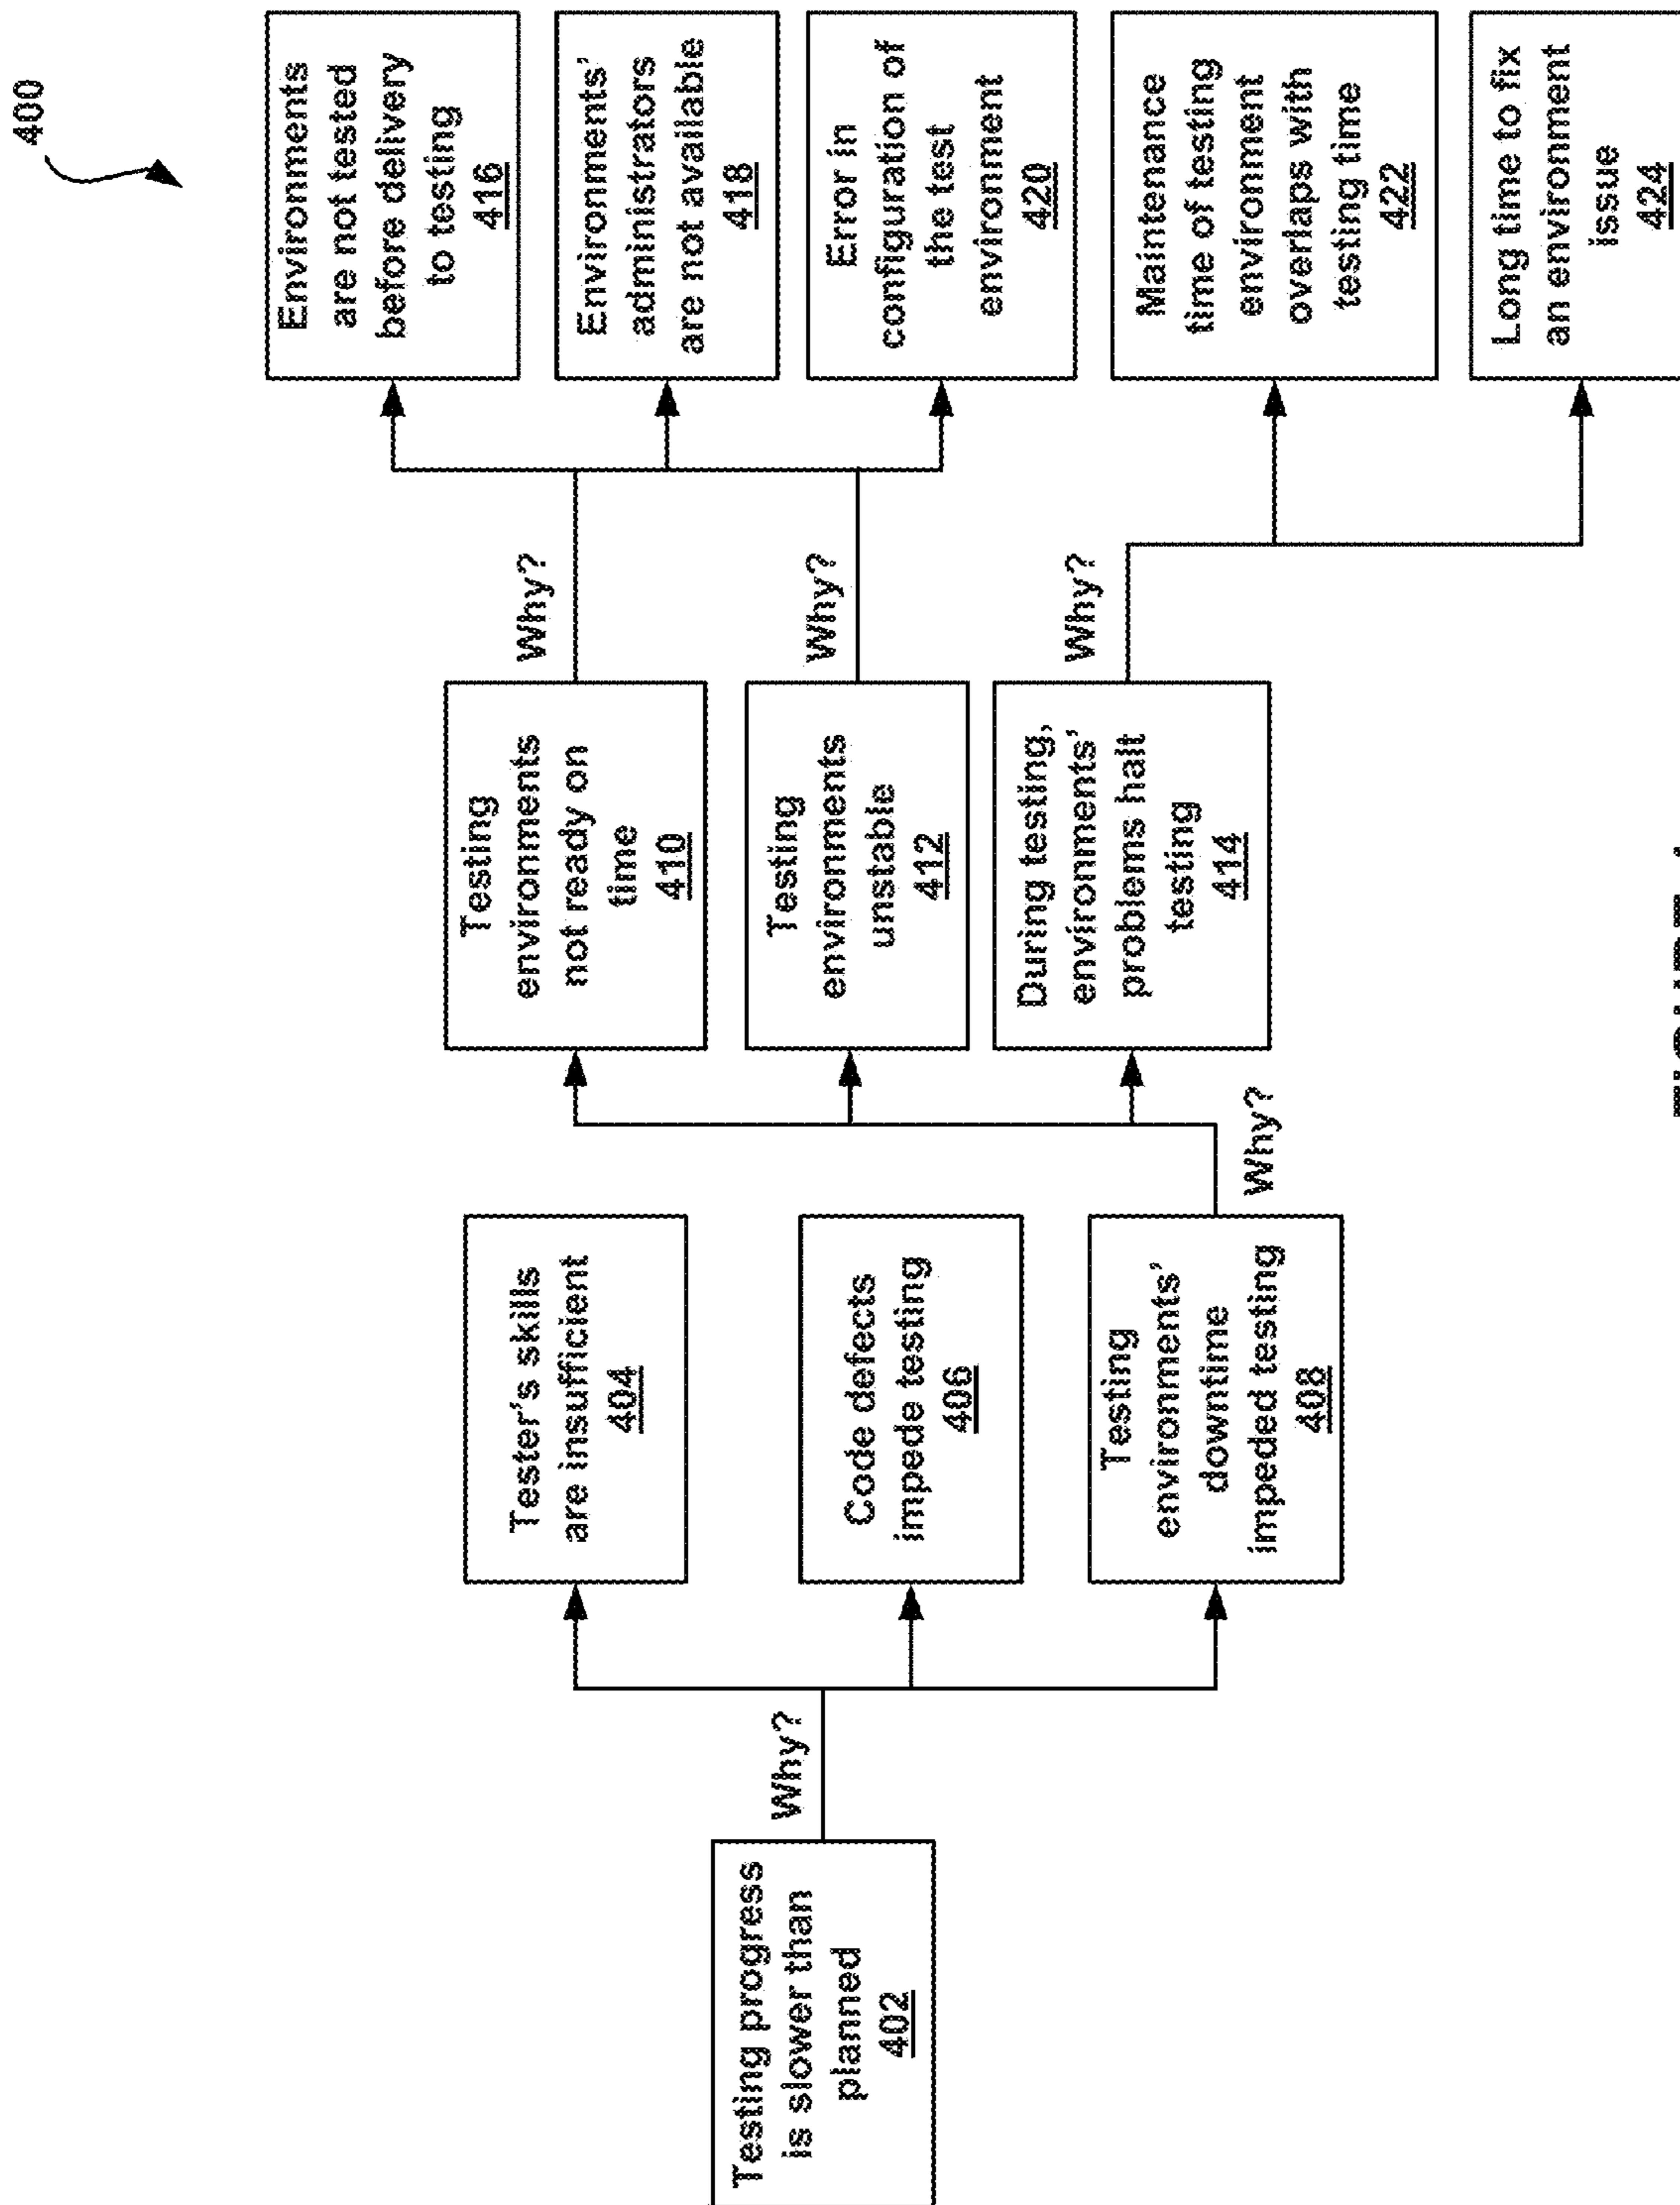 400
Testing progress
is slower than
planned
402
Why?
Tester's skills
are insufficient
404
Code defects
impede testing
406
Testing
environments'
downtime
impeded testing
408
Why?
Testing
environments
not ready on
time
410
Why?
Testing
environments
unstable
412
Why?
During testing,
environments'
problems halt
testing
414
Why?
Environments
are not tested
before delivery
to testing
416
Environments'
administrators
are not available
418
Error in
configuration of
the test
environment
420
Maintenance
time of testing
environment
overlaps with
testing time
422
Long time to fix
an environment
issue
424